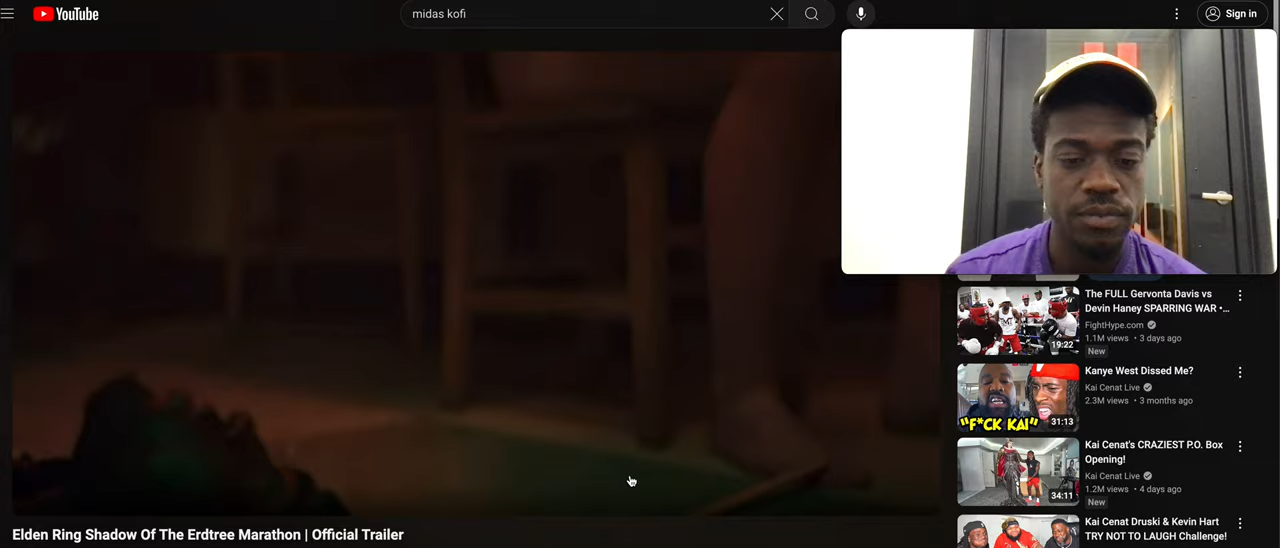 YouTube
midas kofi
Sign in
The FULL Gervonta Davis vs
Devin Haney SPARRING WAR •...
FightHype.com
1.1M views • 3 days ago
New
19:22
Kanye West Dissed Me?
Kai Cenat Live
2.3M views • 3 months ago
"F*CK KAI"
31:13
Kai Cenat's CRAZIEST P.O. Box
Opening!
Kai Cenat Live
1.2M views • 4 days ago
New
34:11
Kai Cenat Druski & Kevin Hart
TRY NOT TO LAUGH Challenge!
Elden Ring Shadow Of The Erdtree Marathon | Official Trailer